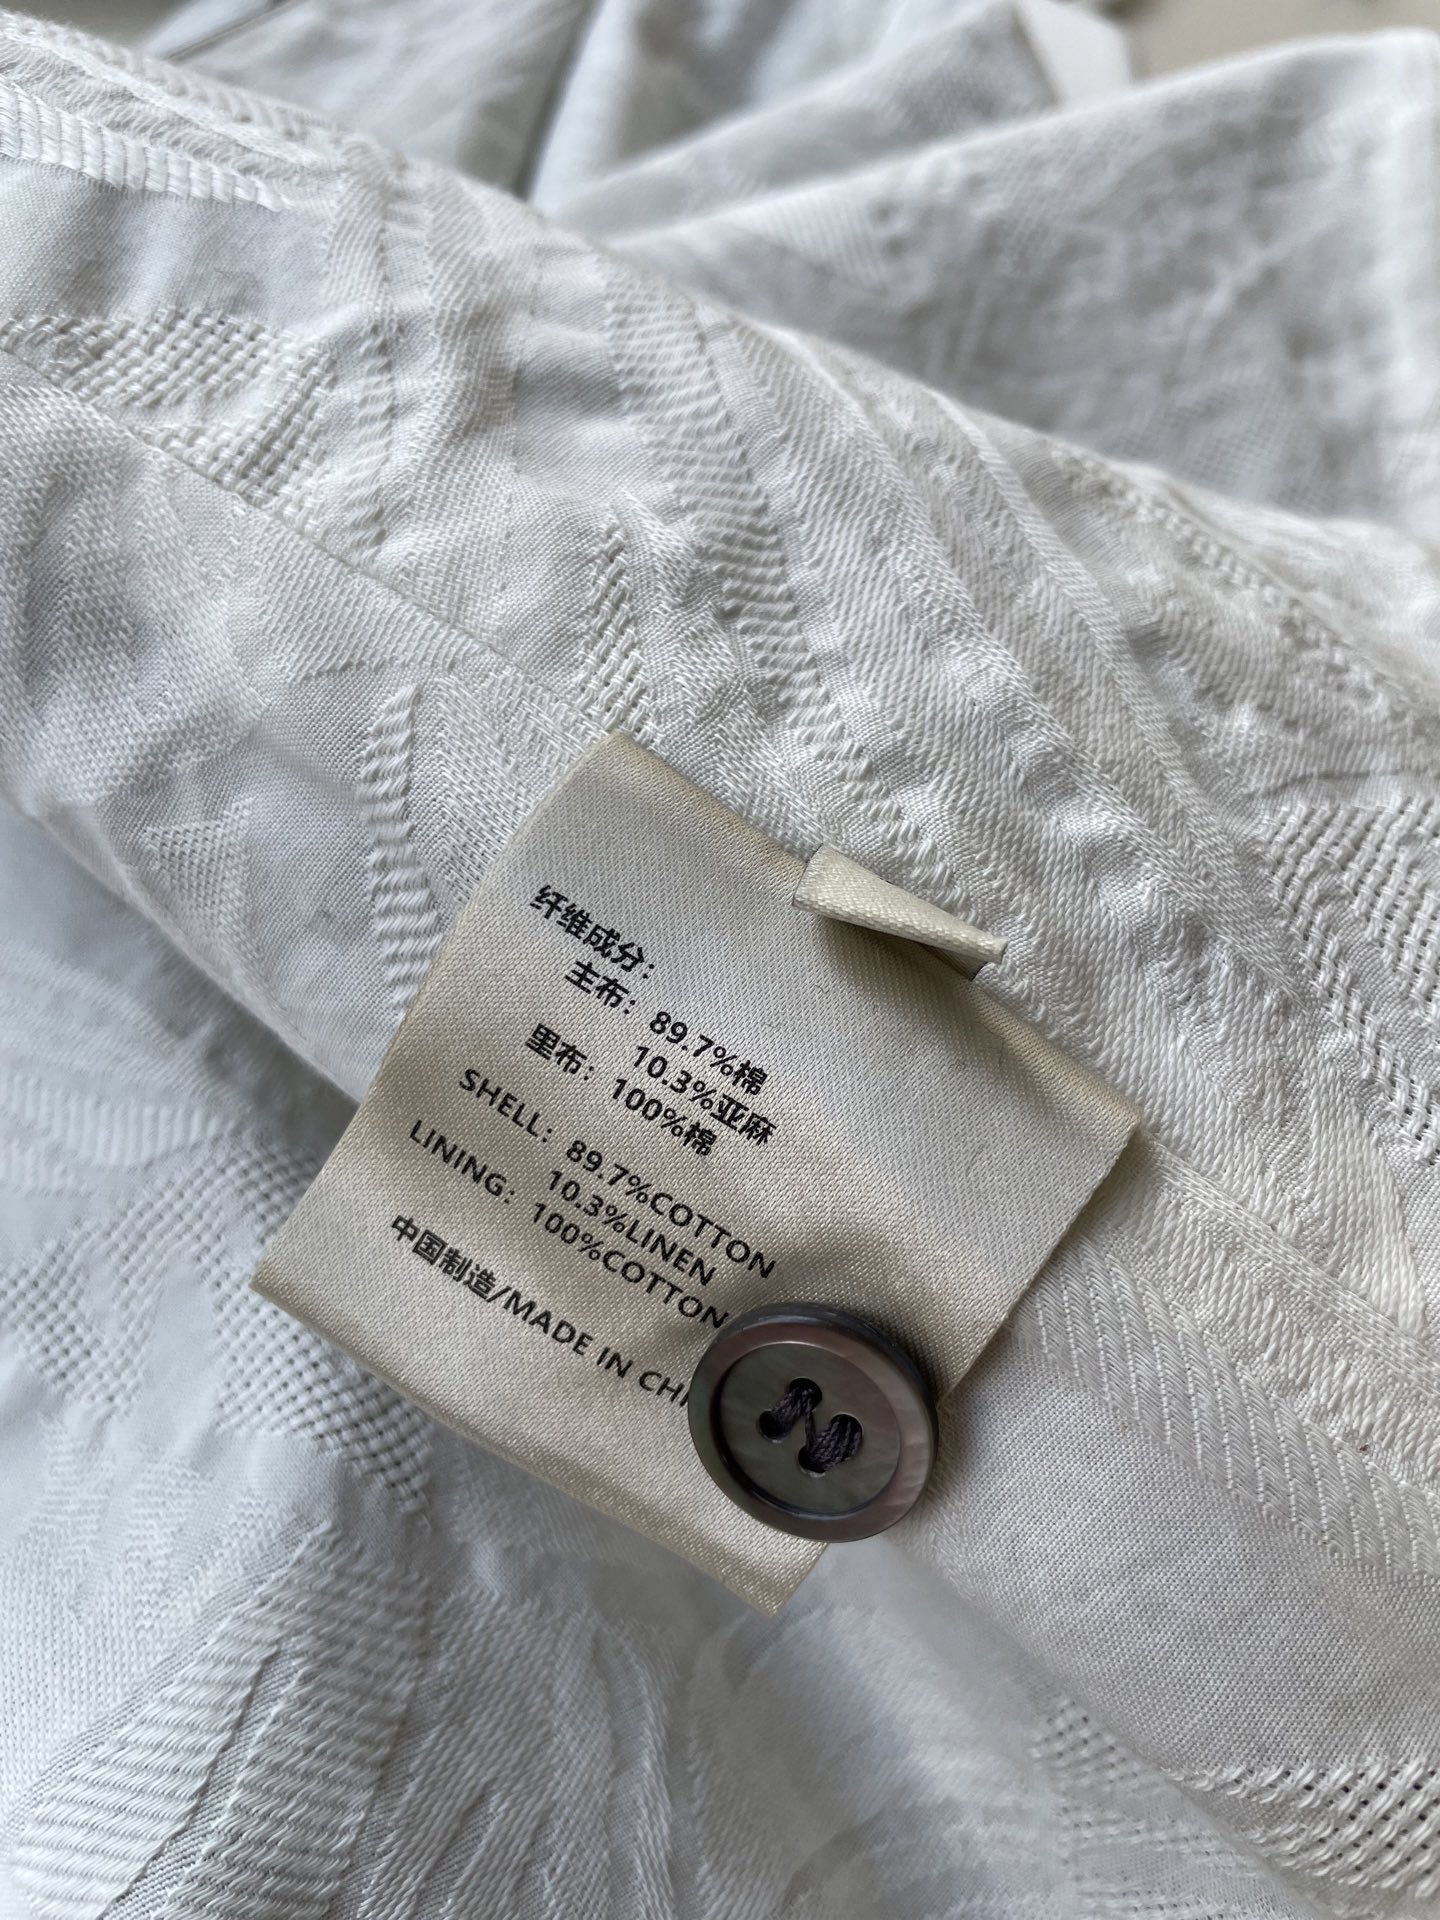 纤维成分：
主布：89.7%棉
10.3%亚麻
里布：100%棉
SHELL：89.7%COTTON
10.3%LINEN
LINING：100%COTTON
中国制造/MADE IN